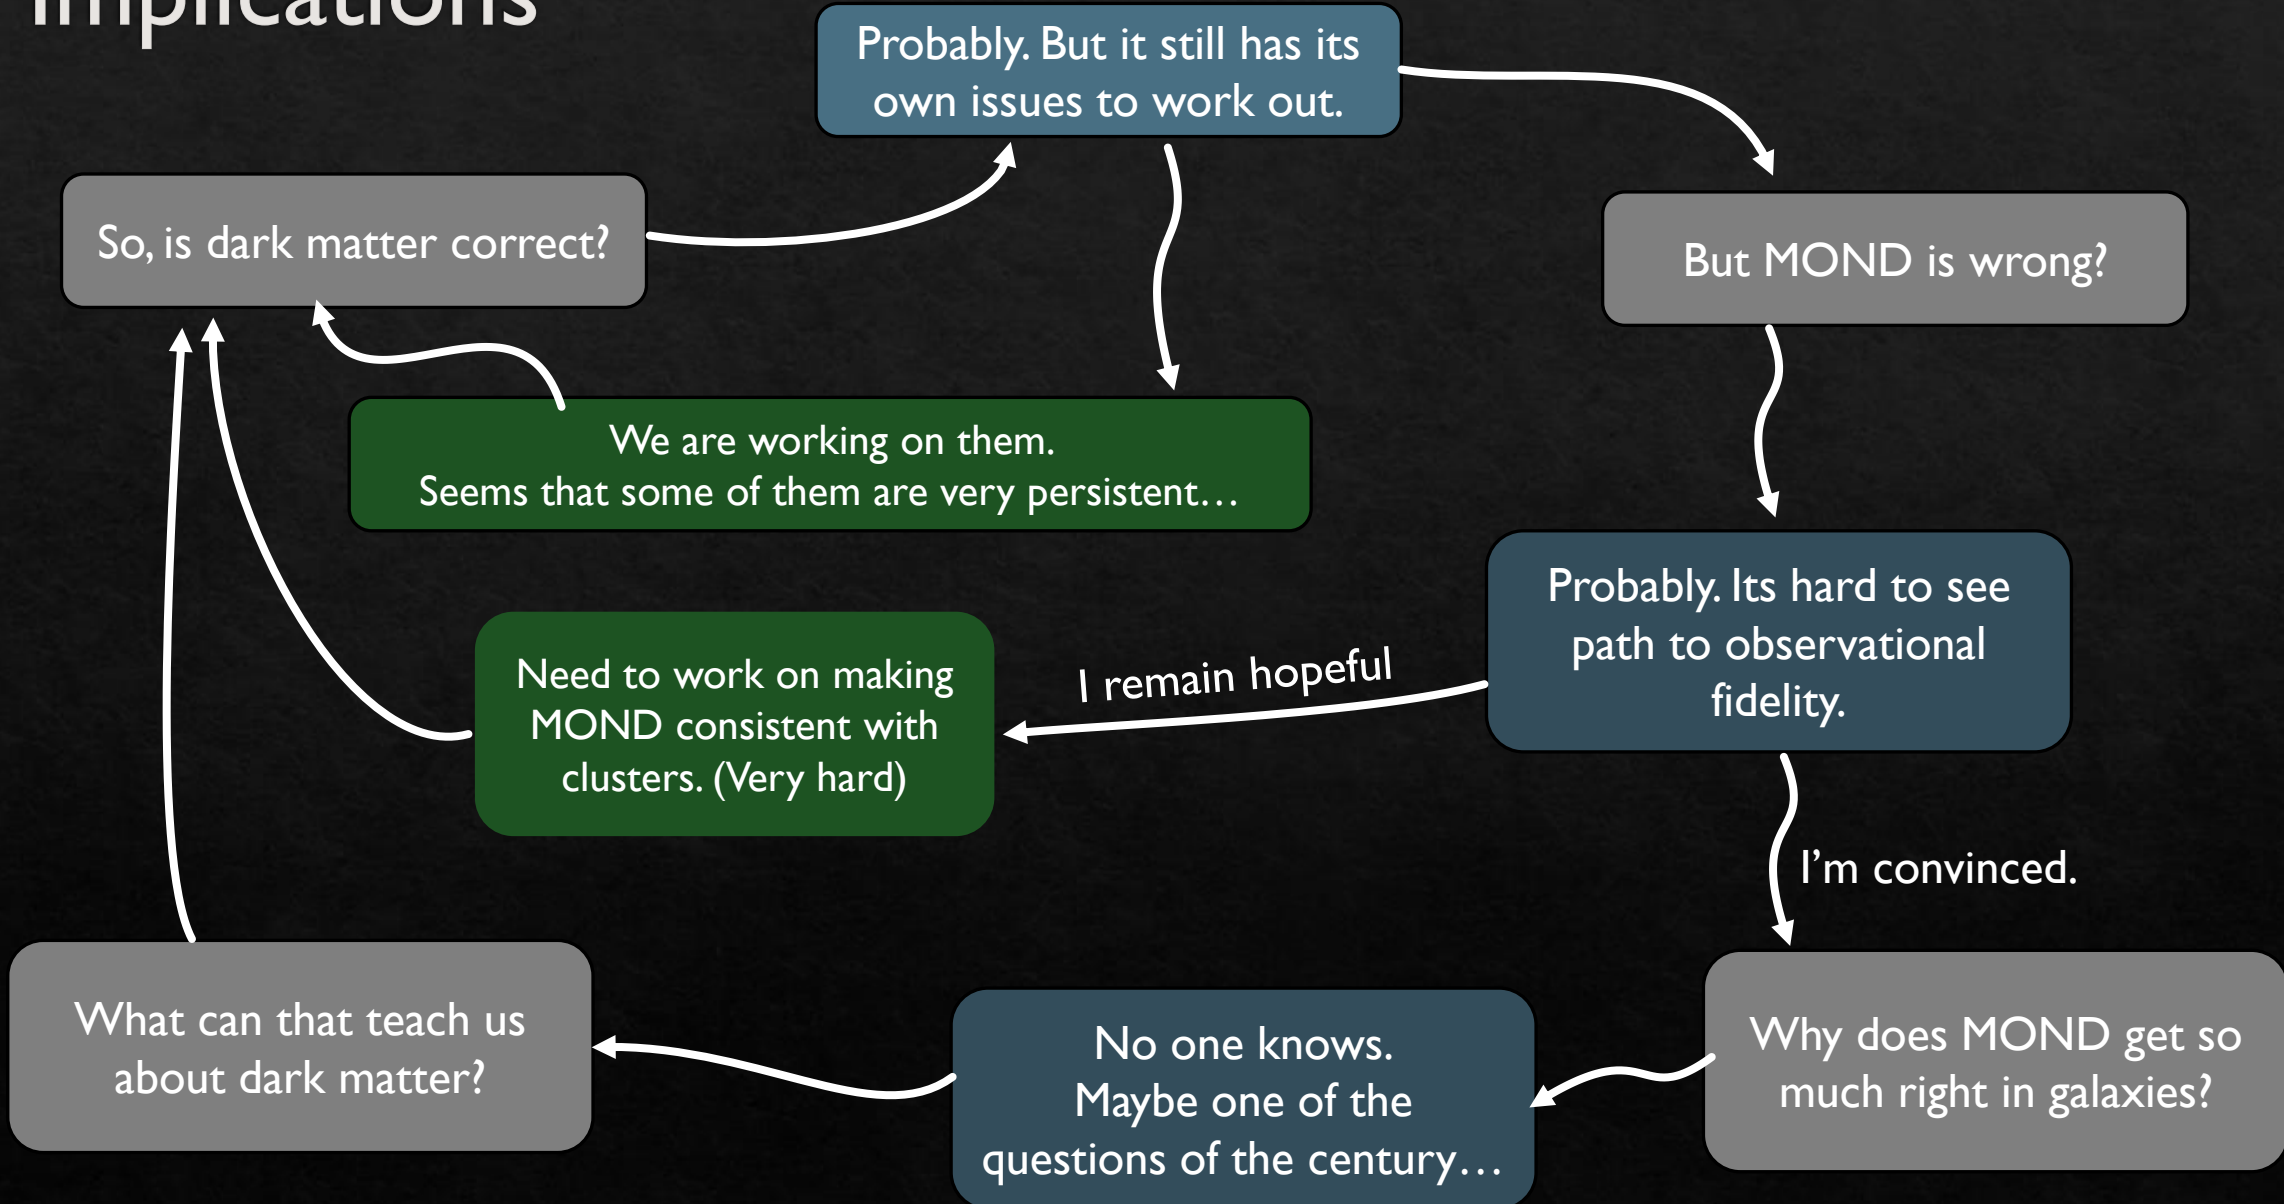 Implications
Probably. But it still has its
own issues to work out.
So, is dark matter correct?
But MOND is wrong?
We are working on them.
Seems that some of them are very persistent…
Probably. Its hard to see
path to observational
fidelity.
I remain hopeful
Need to work on making
MOND consistent with
clusters. (Very hard)
I’m convinced.
Why does MOND get so
much right in galaxies?
No one knows.
Maybe one of the
questions of the century…
What can that teach us
about dark matter?